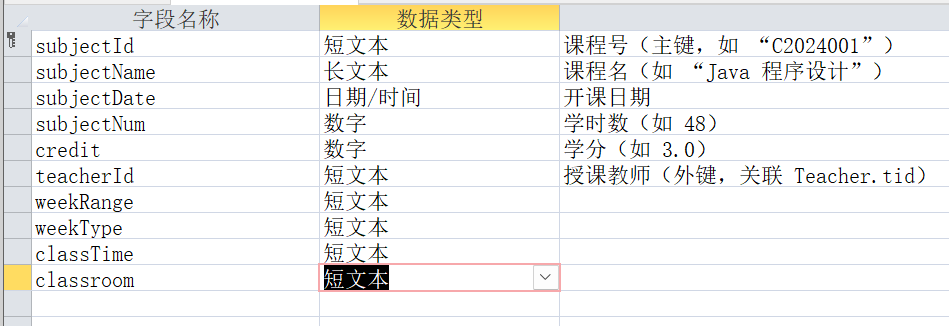 字段名称 数据类型
subjectId 短文本 课程号（主键，如 “C2024001”）
subjectName 长文本 课程名（如 “Java 程序设计”）
subjectDate 日期/时间 开课日期
subjectNum 数字 学时数（如 48）
credit 数字 学分（如 3.0）
teacherId 短文本 授课教师（外键，关联 Teacher.tid）
weekRange 短文本
weekType 短文本
classTime 短文本
classroom 短文本